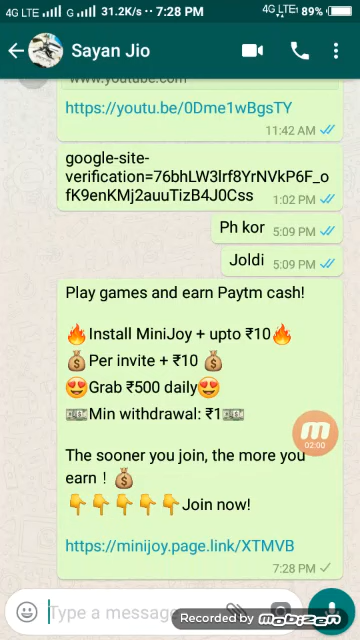 4G LTE G 31.2K/s ·· 7:28 PM 4G LTE 89%
Sayan Jio
www.youtube.com
https://youtu.be/0Dme1wBgsTY
11:42 AM
google-site-
verification=76bhLW3lrf8YrNVkP6F_o
fK9enKMj2auuTizB4J0Css 1:02 PM
Ph kor 5:09 PM
Joldi 5:09 PM
Play games and earn Paytm cash!
🔥Install MiniJoy + upto ₹10🔥
💰Per invite + ₹10 💰
😍Grab ₹500 daily😍
💵Min withdrawal: ₹1💵
02:00
The sooner you join, the more you
earn！💰
👇👇👇👇👇Join now!
https://minijoy.page.link/XTMVB
7:28 PM
Type a message
Recorded by mobizen